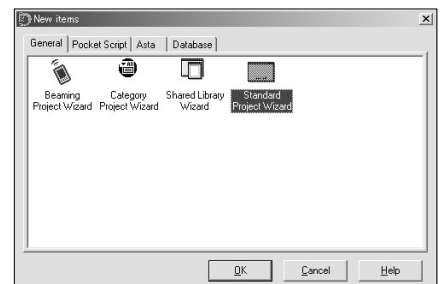 New items
General Pocket Script Asta Database
Beaming Category Shared Library Standard
Project Wizard Project Wizard Wizard Project Wizard
OK Cancel Help